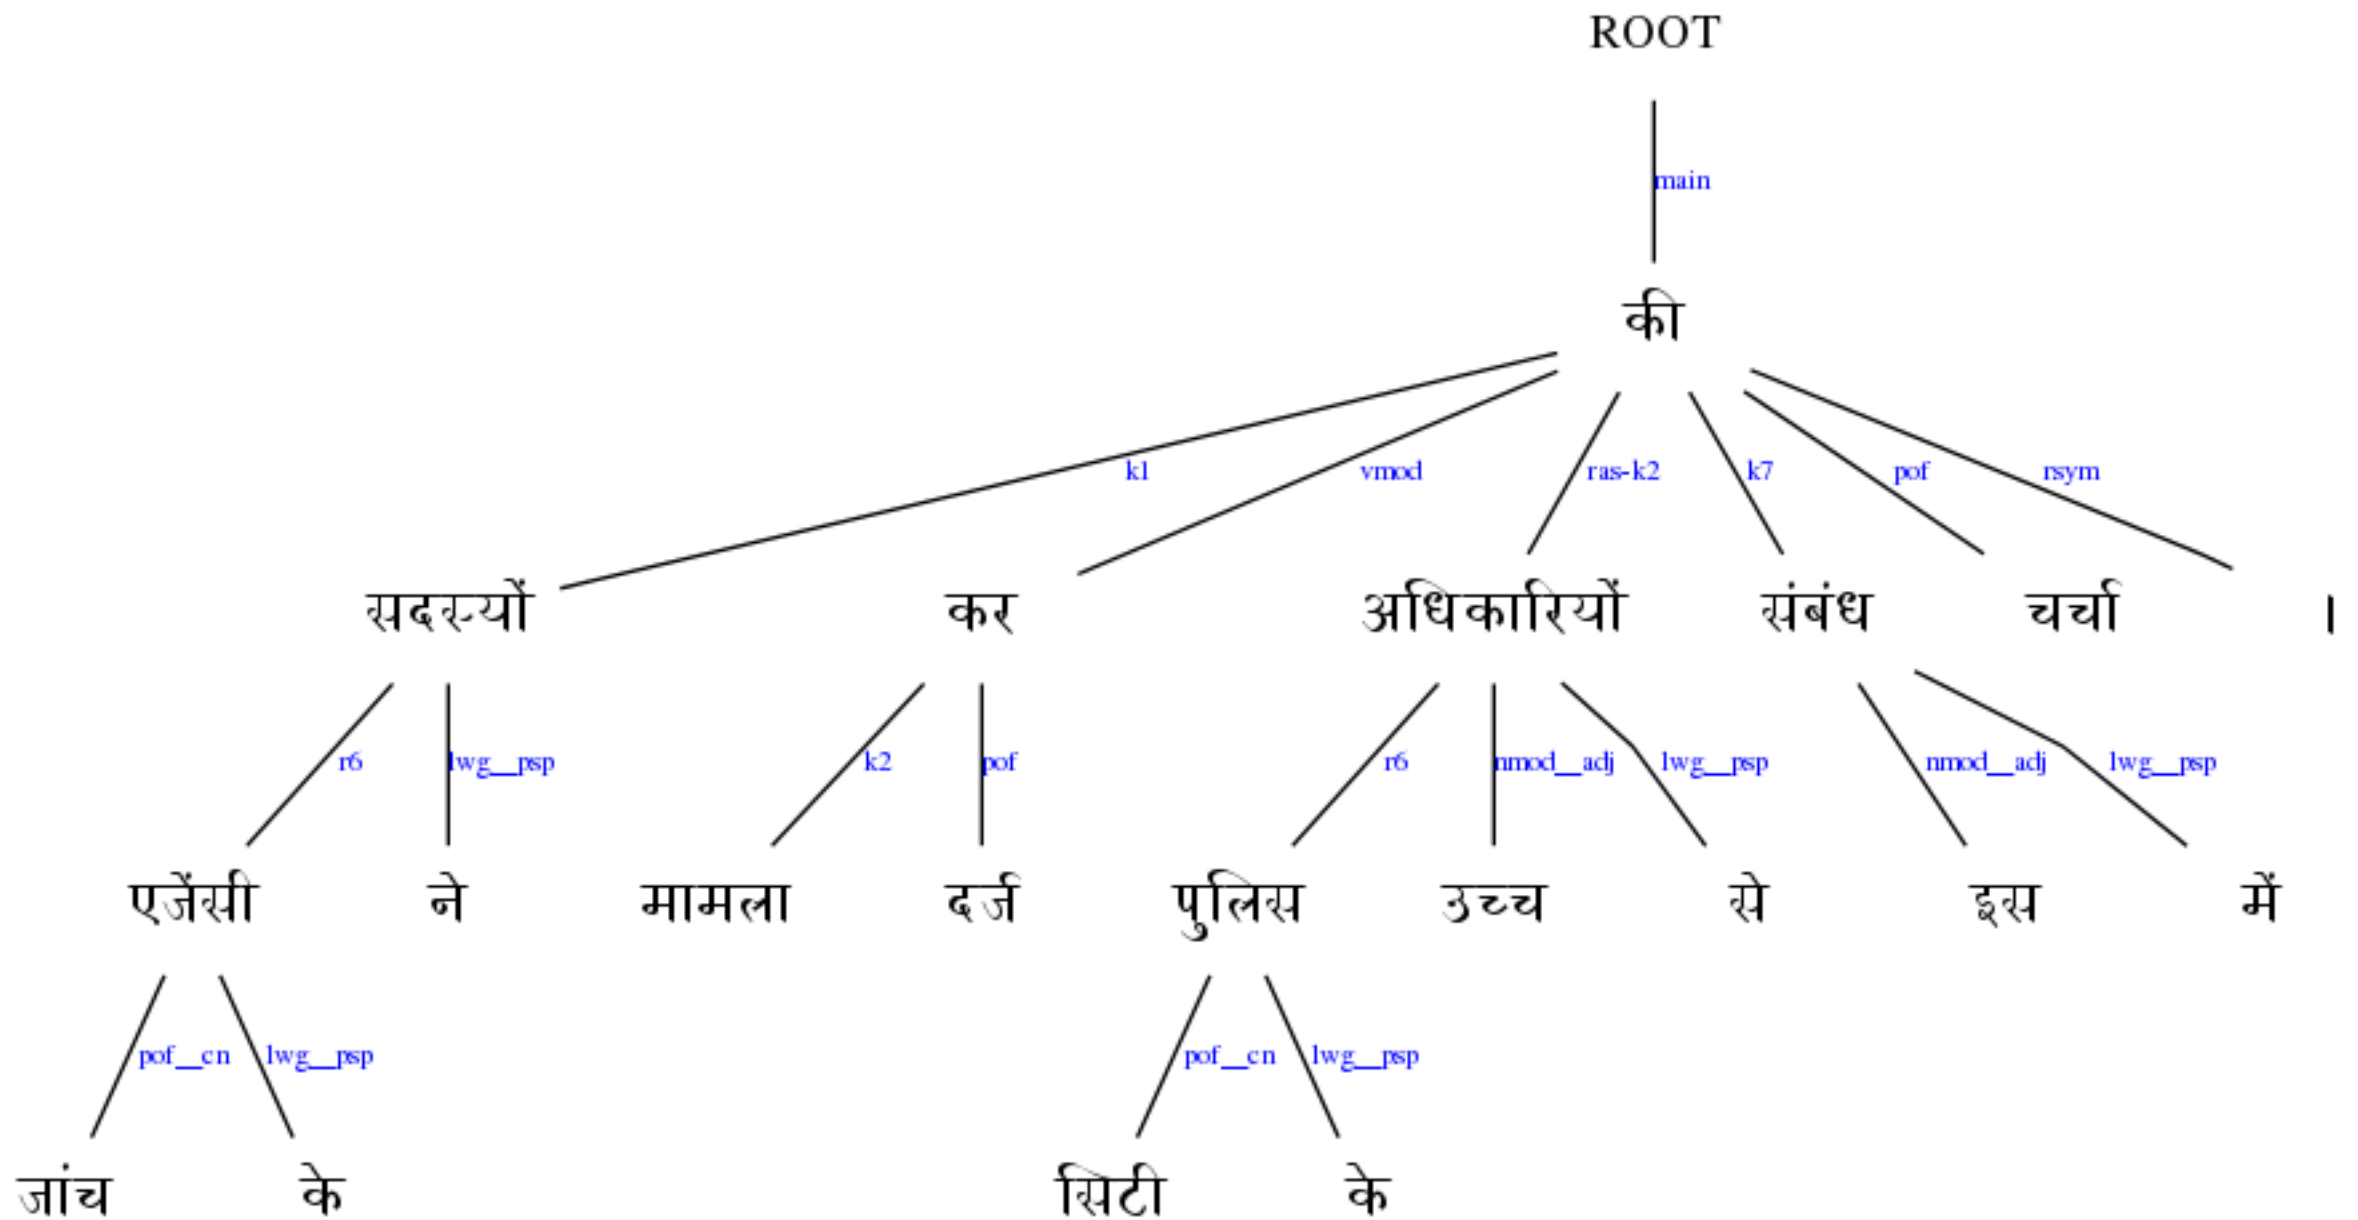 ROOT
main
की
k1 vmod ras-k2 k7 pof rsym
सदस्यों कर अधिकारियों संबंध चर्चा ।
r6 lwg__psp k2 pof r6 nmod__adj lwg__psp nmod__adj lwg__psp
एजेंसी ने मामला दर्ज पुलिस उच्च से इस में
pof__cn lwg__psp pof__cn lwg__psp
जांच के सिटी के